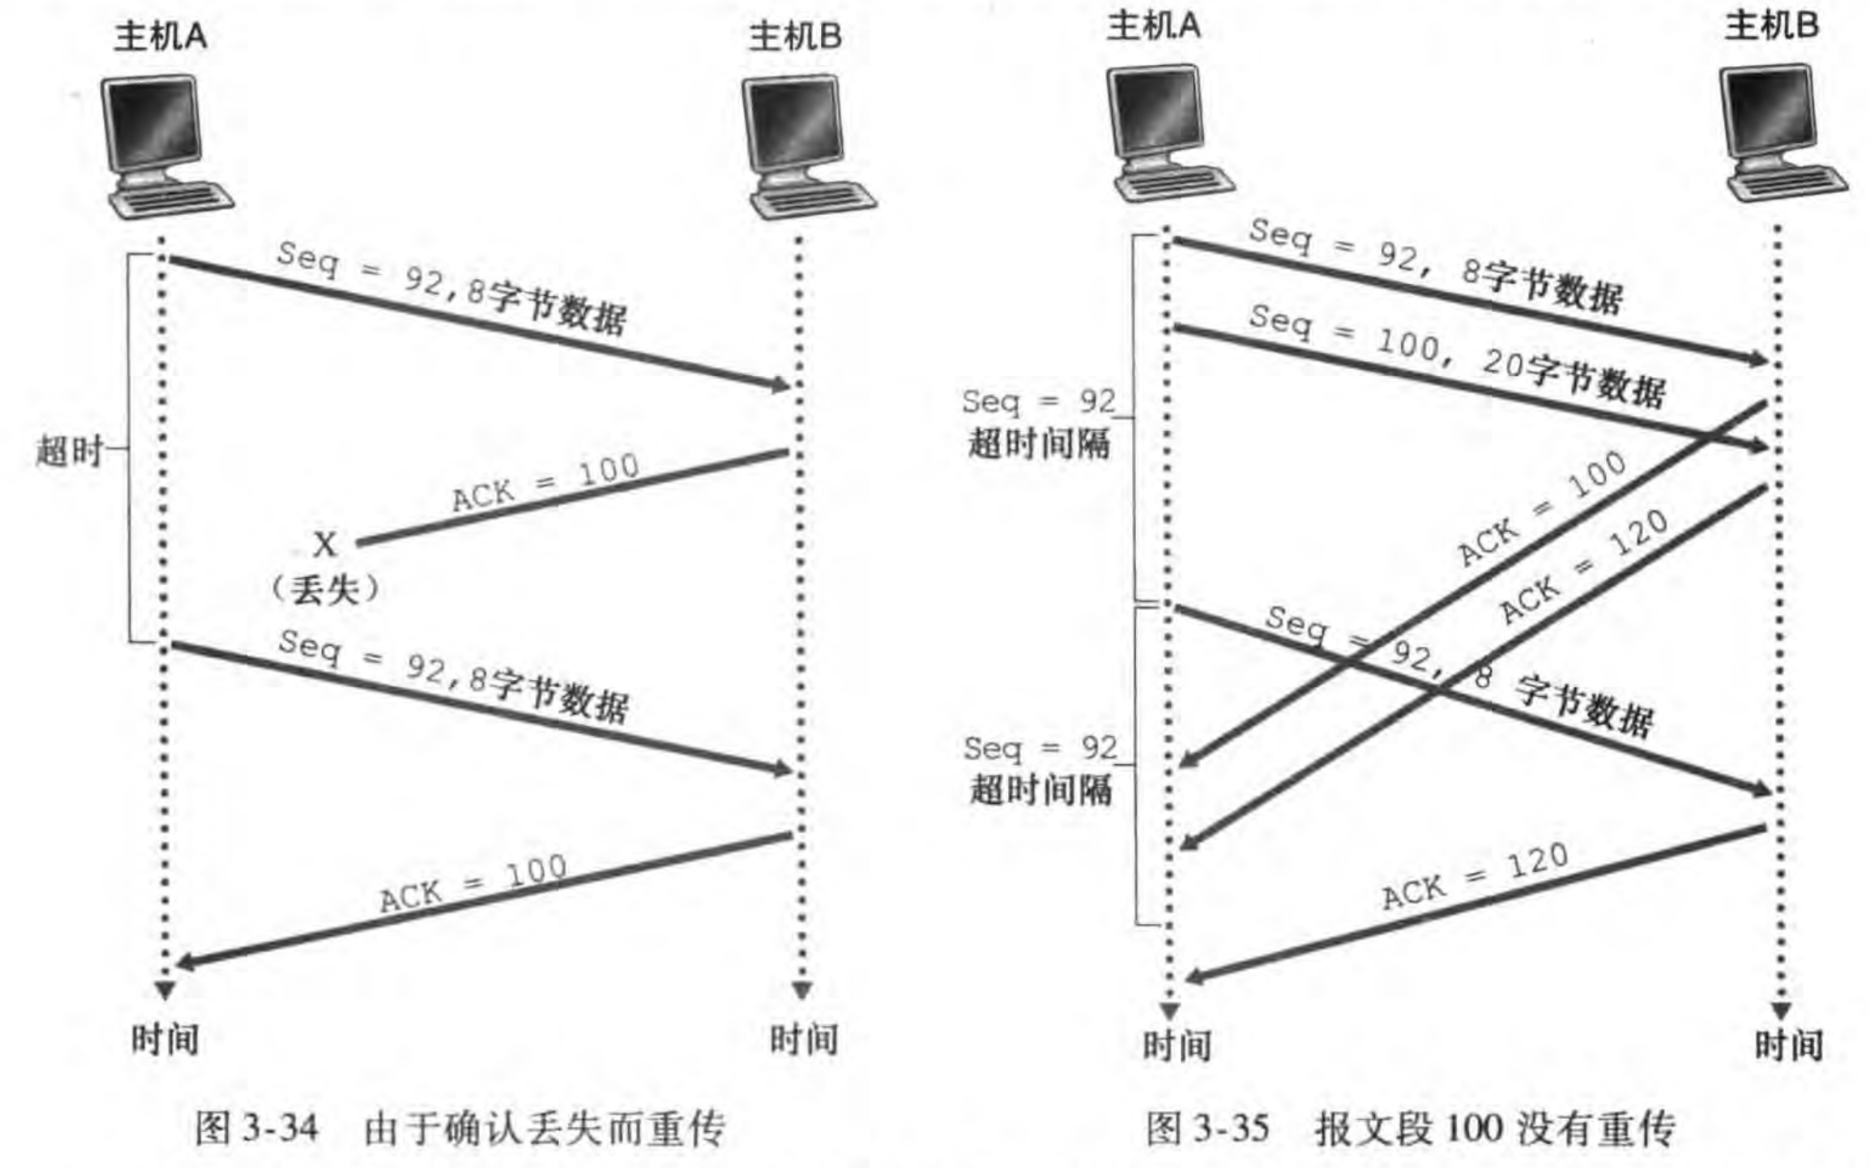 主机A
主机B
Seq = 92,8字节数据
超时
ACK = 100
X
（丢失）
Seq = 92,8字节数据
ACK = 100
时间
时间
图 3-34 由于确认丢失而重传
主机A
主机B
Seq = 92, 8字节数据
Seq = 100, 20字节数据
Seq = 92
超时间隔
ACK = 100
ACK = 120
Seq = 92, 8 字节数据
Seq = 92
超时间隔
ACK = 120
时间
时间
图 3-35 报文段 100 没有重传